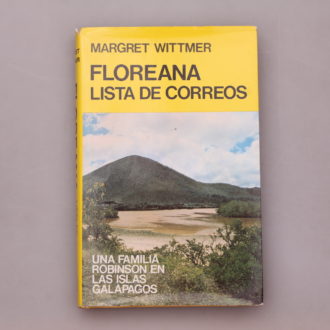 MARGRET WITTMER
FLOREANA
LISTA DE CORREOS
UNA FAMILIA
ROBINSON EN
LAS ISLAS
GALAPAGOS